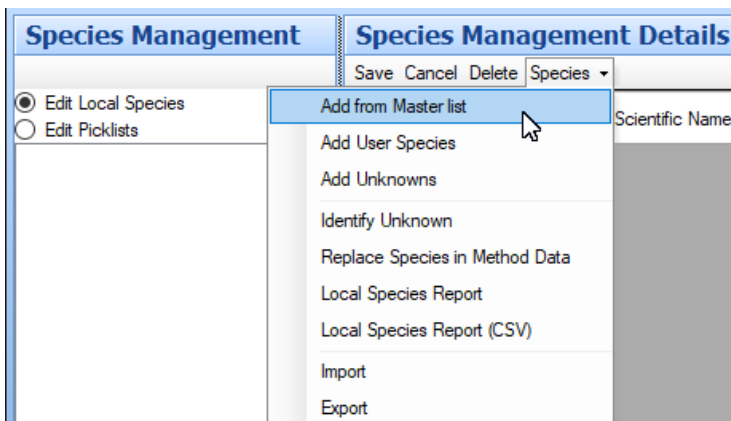 Species Management
Species Management Details
Save Cancel Delete Species
Edit Local Species
Edit Picklists
Add from Master list
Scientific Name
Add User Species
Add Unknowns
Identify Unknown
Replace Species in Method Data
Local Species Report
Local Species Report (CSV)
Import
Export